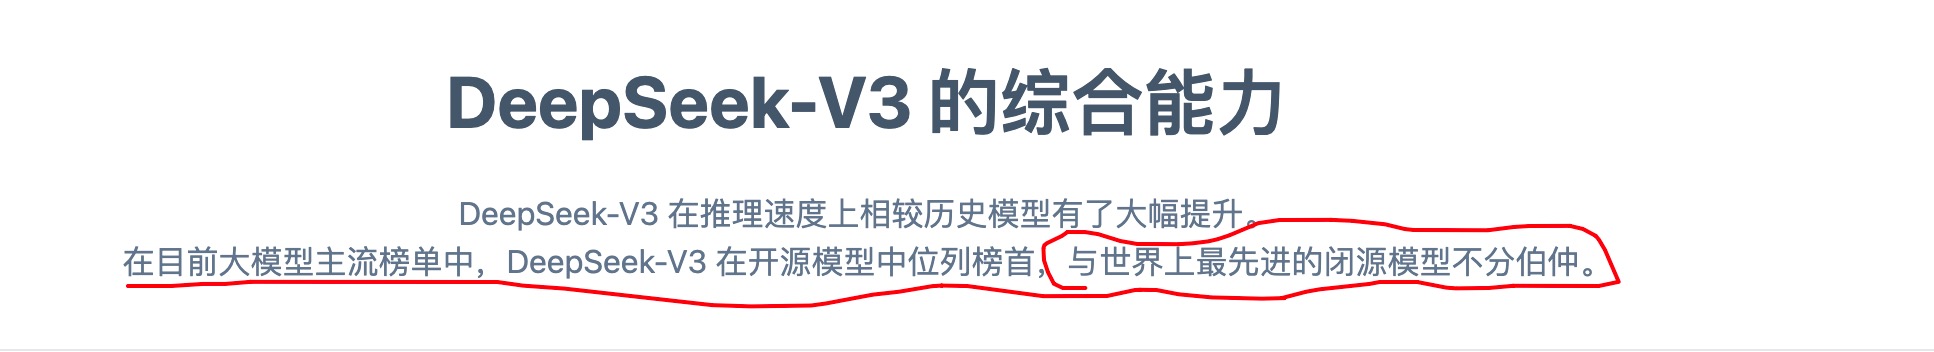 DeepSeek-V3 的综合能力
DeepSeek-V3 在推理速度上相较历史模型有了大幅提升。
在目前大模型主流榜单中，DeepSeek-V3 在开源模型中位列榜首，与世界上最先进的闭源模型不分伯仲。